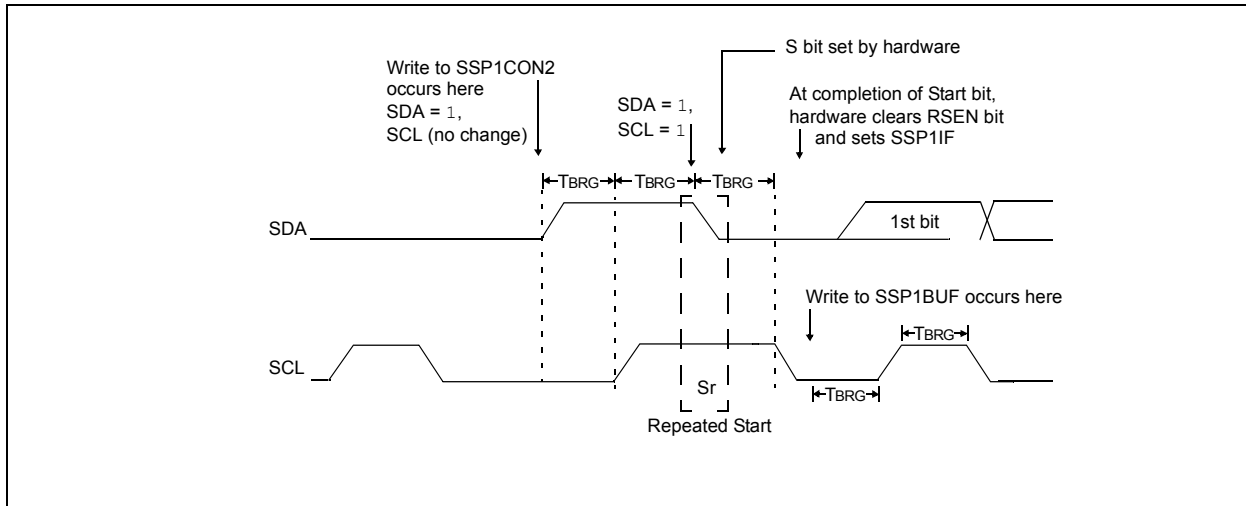 S bit set by hardware
Write to SSP1CON2
occurs here
SDA = 1,
SCL (no change)
SDA = 1,
SCL = 1
At completion of Start bit,
hardware clears RSEN bit
and sets SSP1IF
TBRG TBRG TBRG
SDA
1st bit
Write to SSP1BUF occurs here
TBRG
SCL
Sr
TBRG
Repeated Start